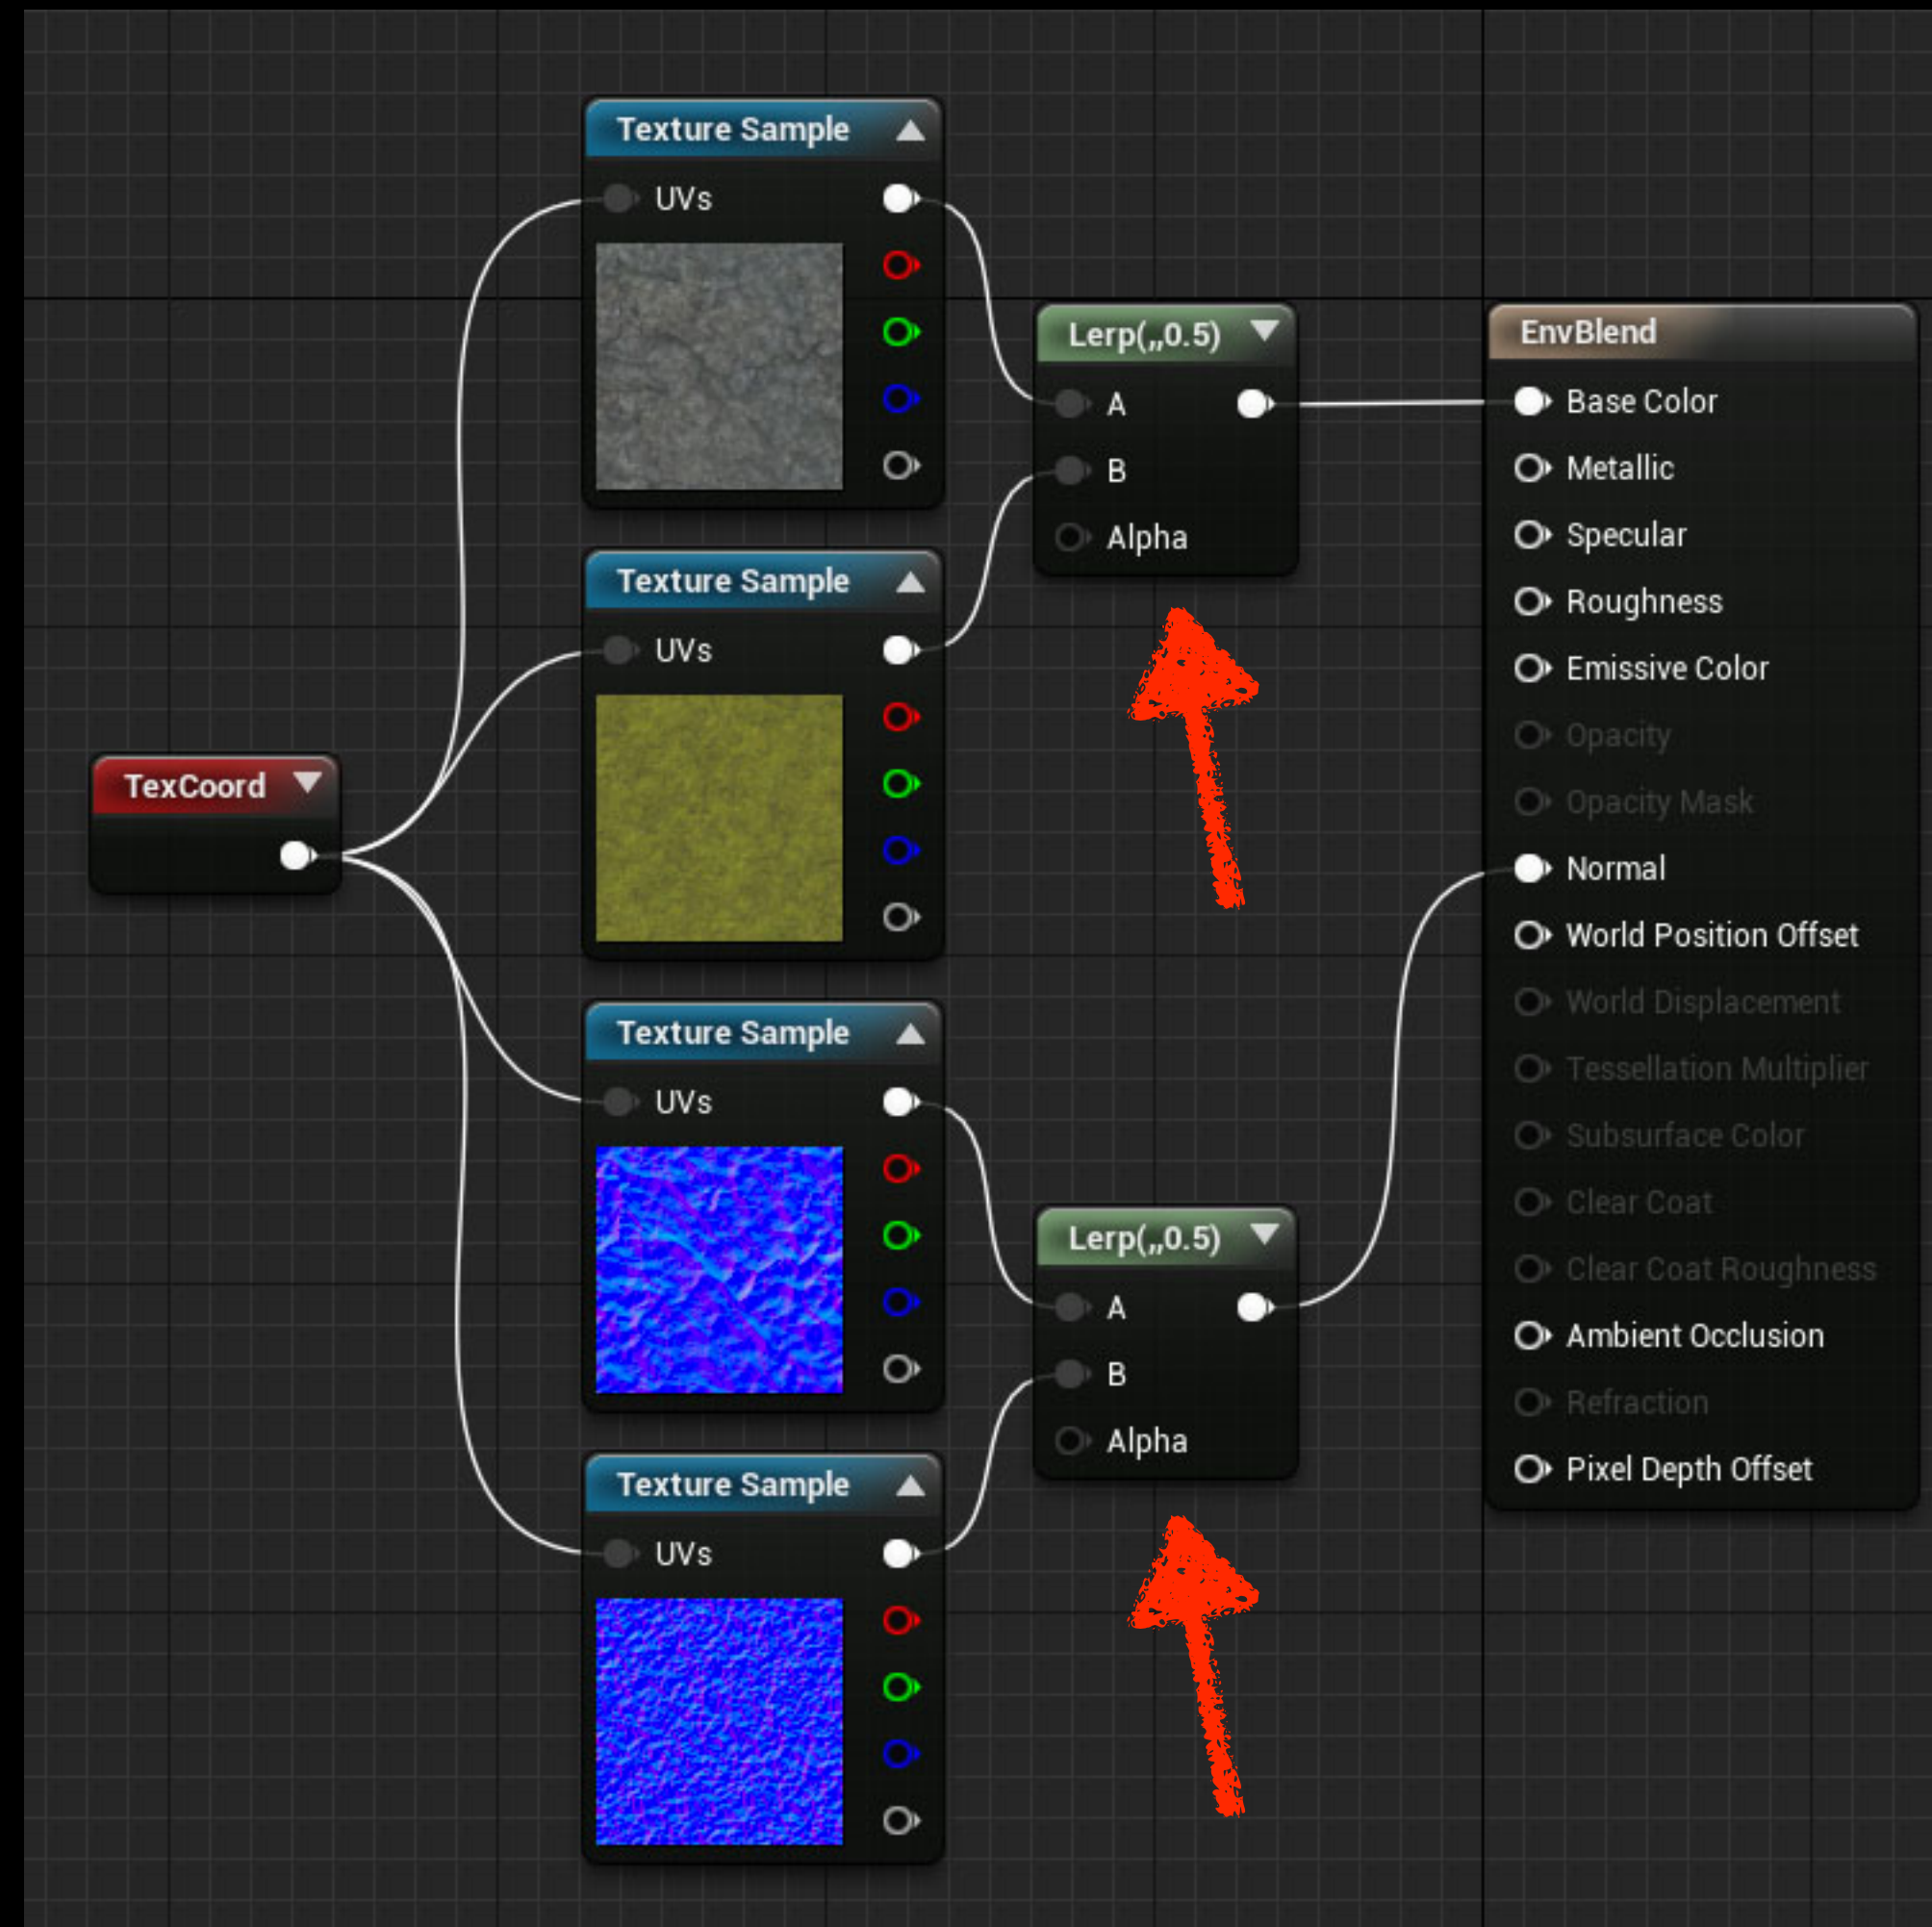 Texture Sample
UVs
Lerp(,,0.5)
A
B
Alpha
Texture Sample
UVs
TexCoord
Texture Sample
UVs
Lerp(,,0.5)
A
B
Alpha
Texture Sample
UVs
EnvBlend
Base Color
Metallic
Specular
Roughness
Emissive Color
Opacity
Opacity Mask
Normal
World Position Offset
World Displacement
Tessellation Multiplier
Subsurface Color
Clear Coat
Clear Coat Roughness
Ambient Occlusion
Refraction
Pixel Depth Offset